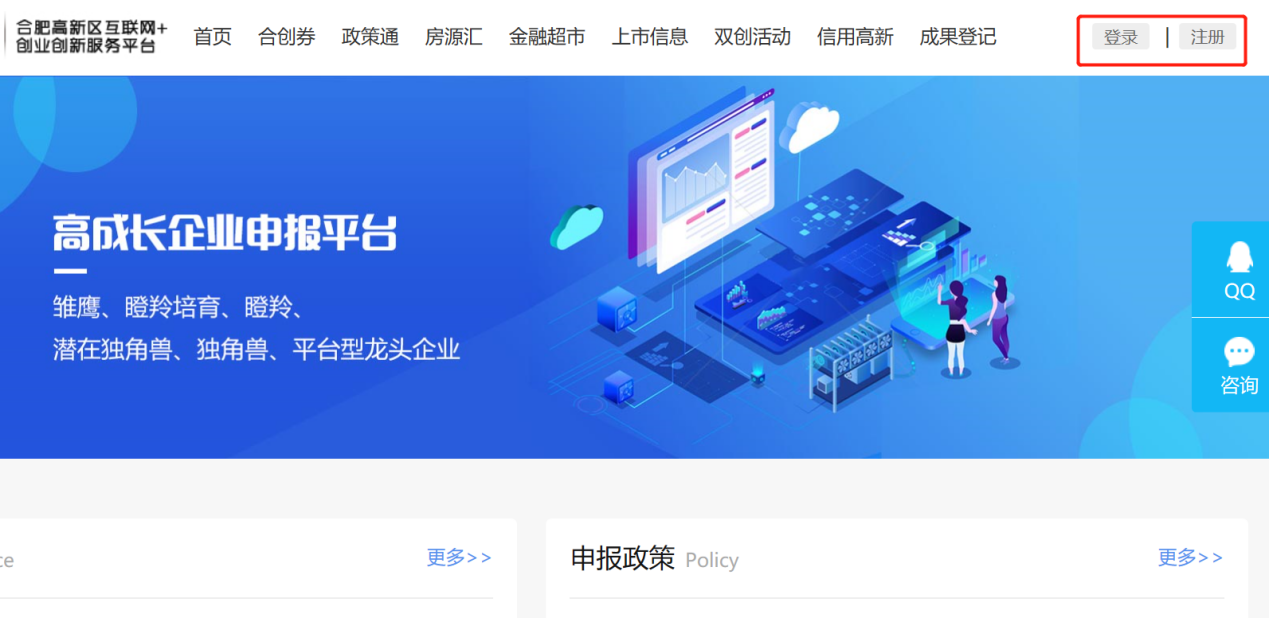 合肥高新区互联网+
创业创新服务平台
首页 合创券 政策通 房源汇 金融超市 上市信息 双创活动 信用高新 成果登记
登录 | 注册
高成长企业申报平台
雏鹰、瞪羚培育、瞪羚、
潜在独角兽、独角兽、平台型龙头企业
QQ
咨询
ce 更多>>
申报政策 Policy 更多>>